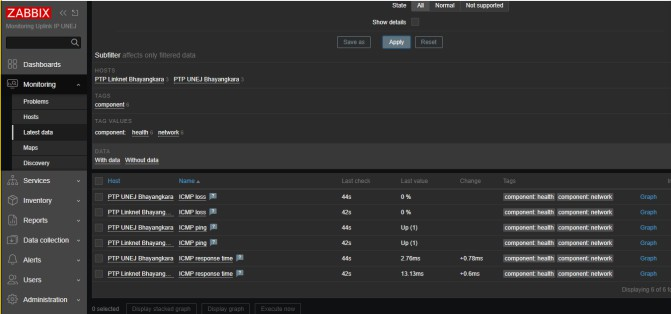 State All Normal Not supported
ZABBIX
Monitoring Uplink IP UNEJ
Show details
Save as Apply Reset
Subfilter affects only filtered data
Dashboards
HOSTS
PTP Linknet Bhayangkara 3 PTP UNEJ Bhayangkara 3
Monitoring
TAGS
Problems
component 6
Hosts
TAG VALUES
Latest data
component: health 6 network 6
Maps
DATA
Discovery
With data Without data
Services
Host Name Last check Last value Change Tags
Inventory
PTP UNEJ Bhayangkara ICMP loss ? 44s 0 % component: health component: network Graph
PTP Linknet Bhayang... ICMP loss ? 42s 0 % component: health component: network Graph
Reports
PTP UNEJ Bhayangkara ICMP ping ? 44s Up (1) component: health component: network Graph
Data collection
PTP Linknet Bhayang... ICMP ping ? 42s Up (1) component: health component: network Graph
Alerts
PTP UNEJ Bhayangkara ICMP response time ? 44s 2.76ms +0.78ms component: health component: network Graph
Users
PTP Linknet Bhayang... ICMP response time ? 42s 13.13ms +0.6ms component: health component: network Graph
Displaying 6 of 6
Administration
0 selected Display stacked graph Display graph Execute now